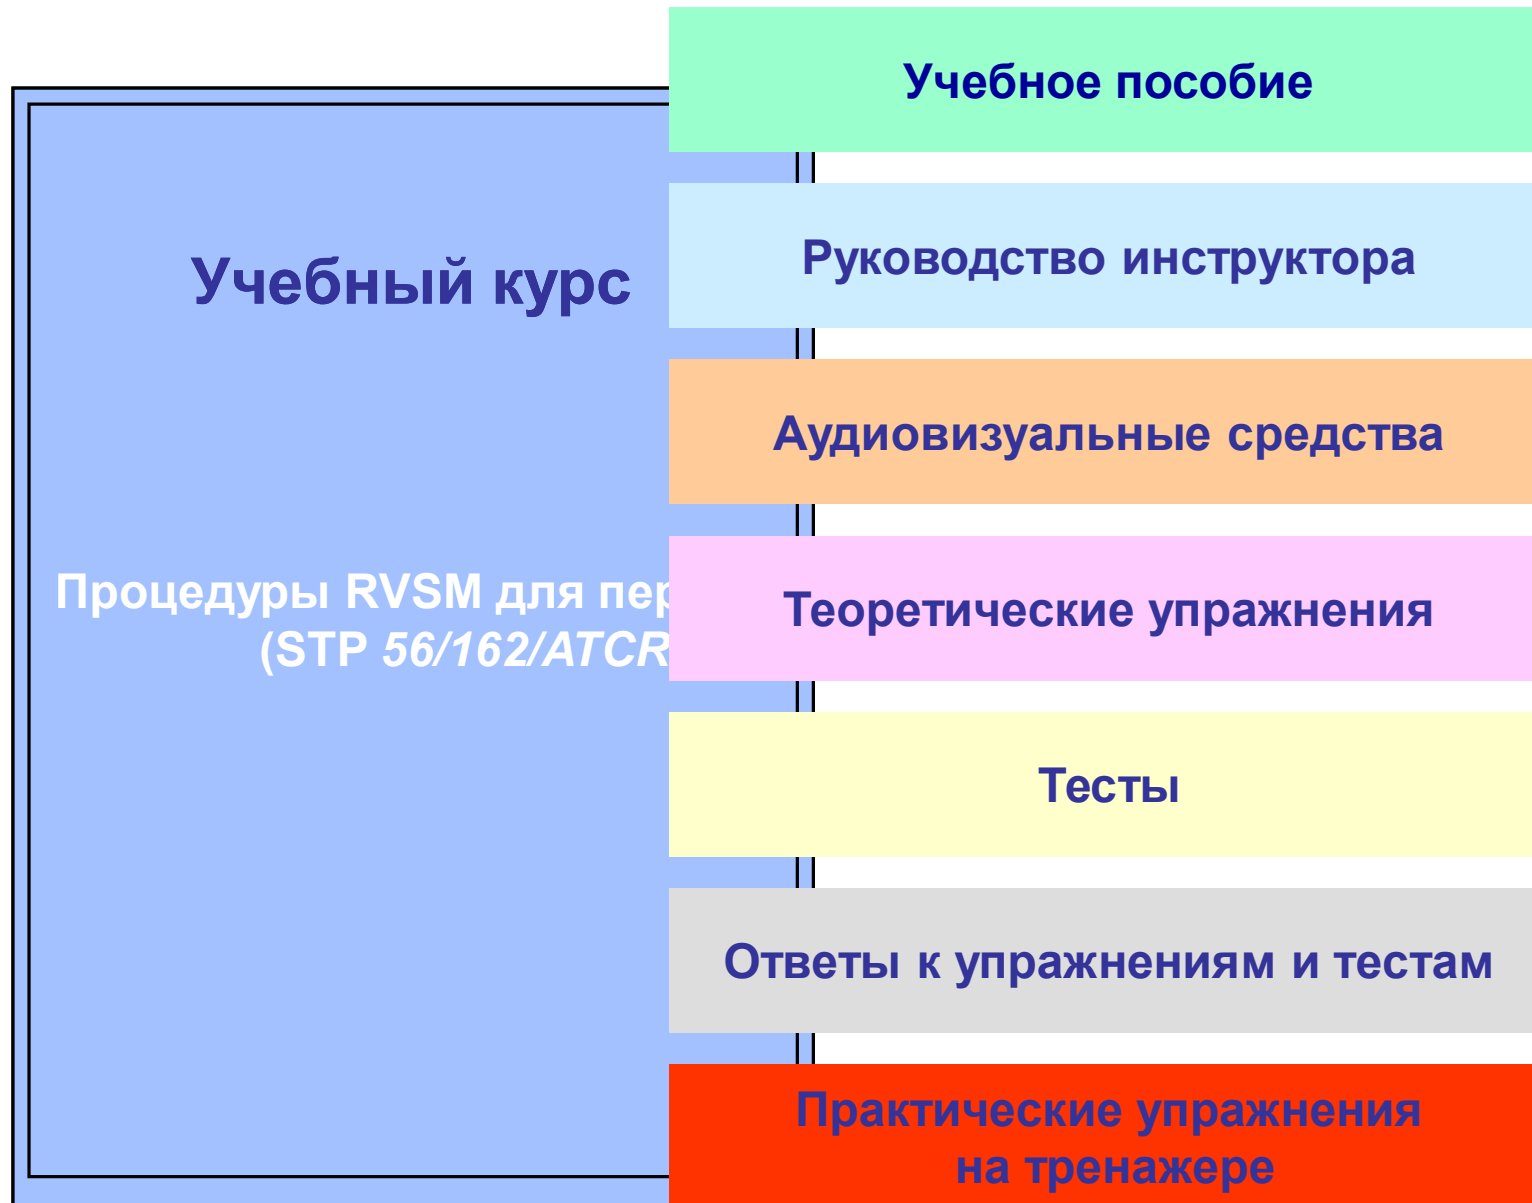 Учебный курс
Процедуры RVSM для пер
(STP 56/162/ATCR
Учебное пособие
Руководство инструктора
Аудиовизуальные средства
Теоретические упражнения
Тесты
Ответы к упражнениям и тестам
Практические упражнения
на тренажере